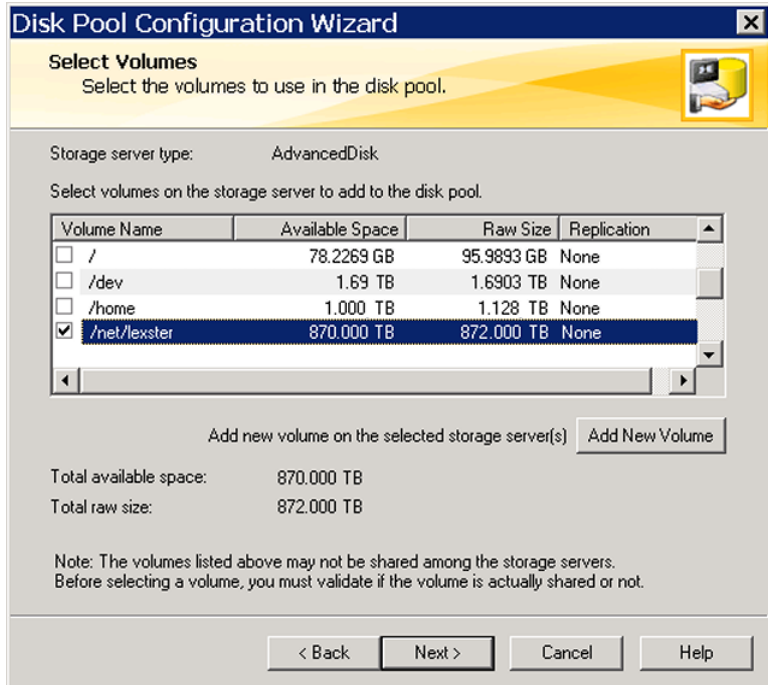 Disk Pool Configuration Wizard
Select Volumes
Select the volumes to use in the disk pool.
Storage server type: AdvancedDisk
Select volumes on the storage server to add to the disk pool.
Volume Name Available Space Raw Size Replication
/ 78.2269 GB 95.9893 GB None
/dev 1.69 TB 1.6903 TB None
/home 1.000 TB 1.128 TB None
/net/lexster 870.000 TB 872.000 TB None
Add new volume on the selected storage server(s) Add New Volume
Total available space: 870.000 TB
Total raw size: 872.000 TB
Note: The volumes listed above may not be shared among the storage servers.
Before selecting a volume, you must validate if the volume is actually shared or not.
< Back Next > Cancel Help